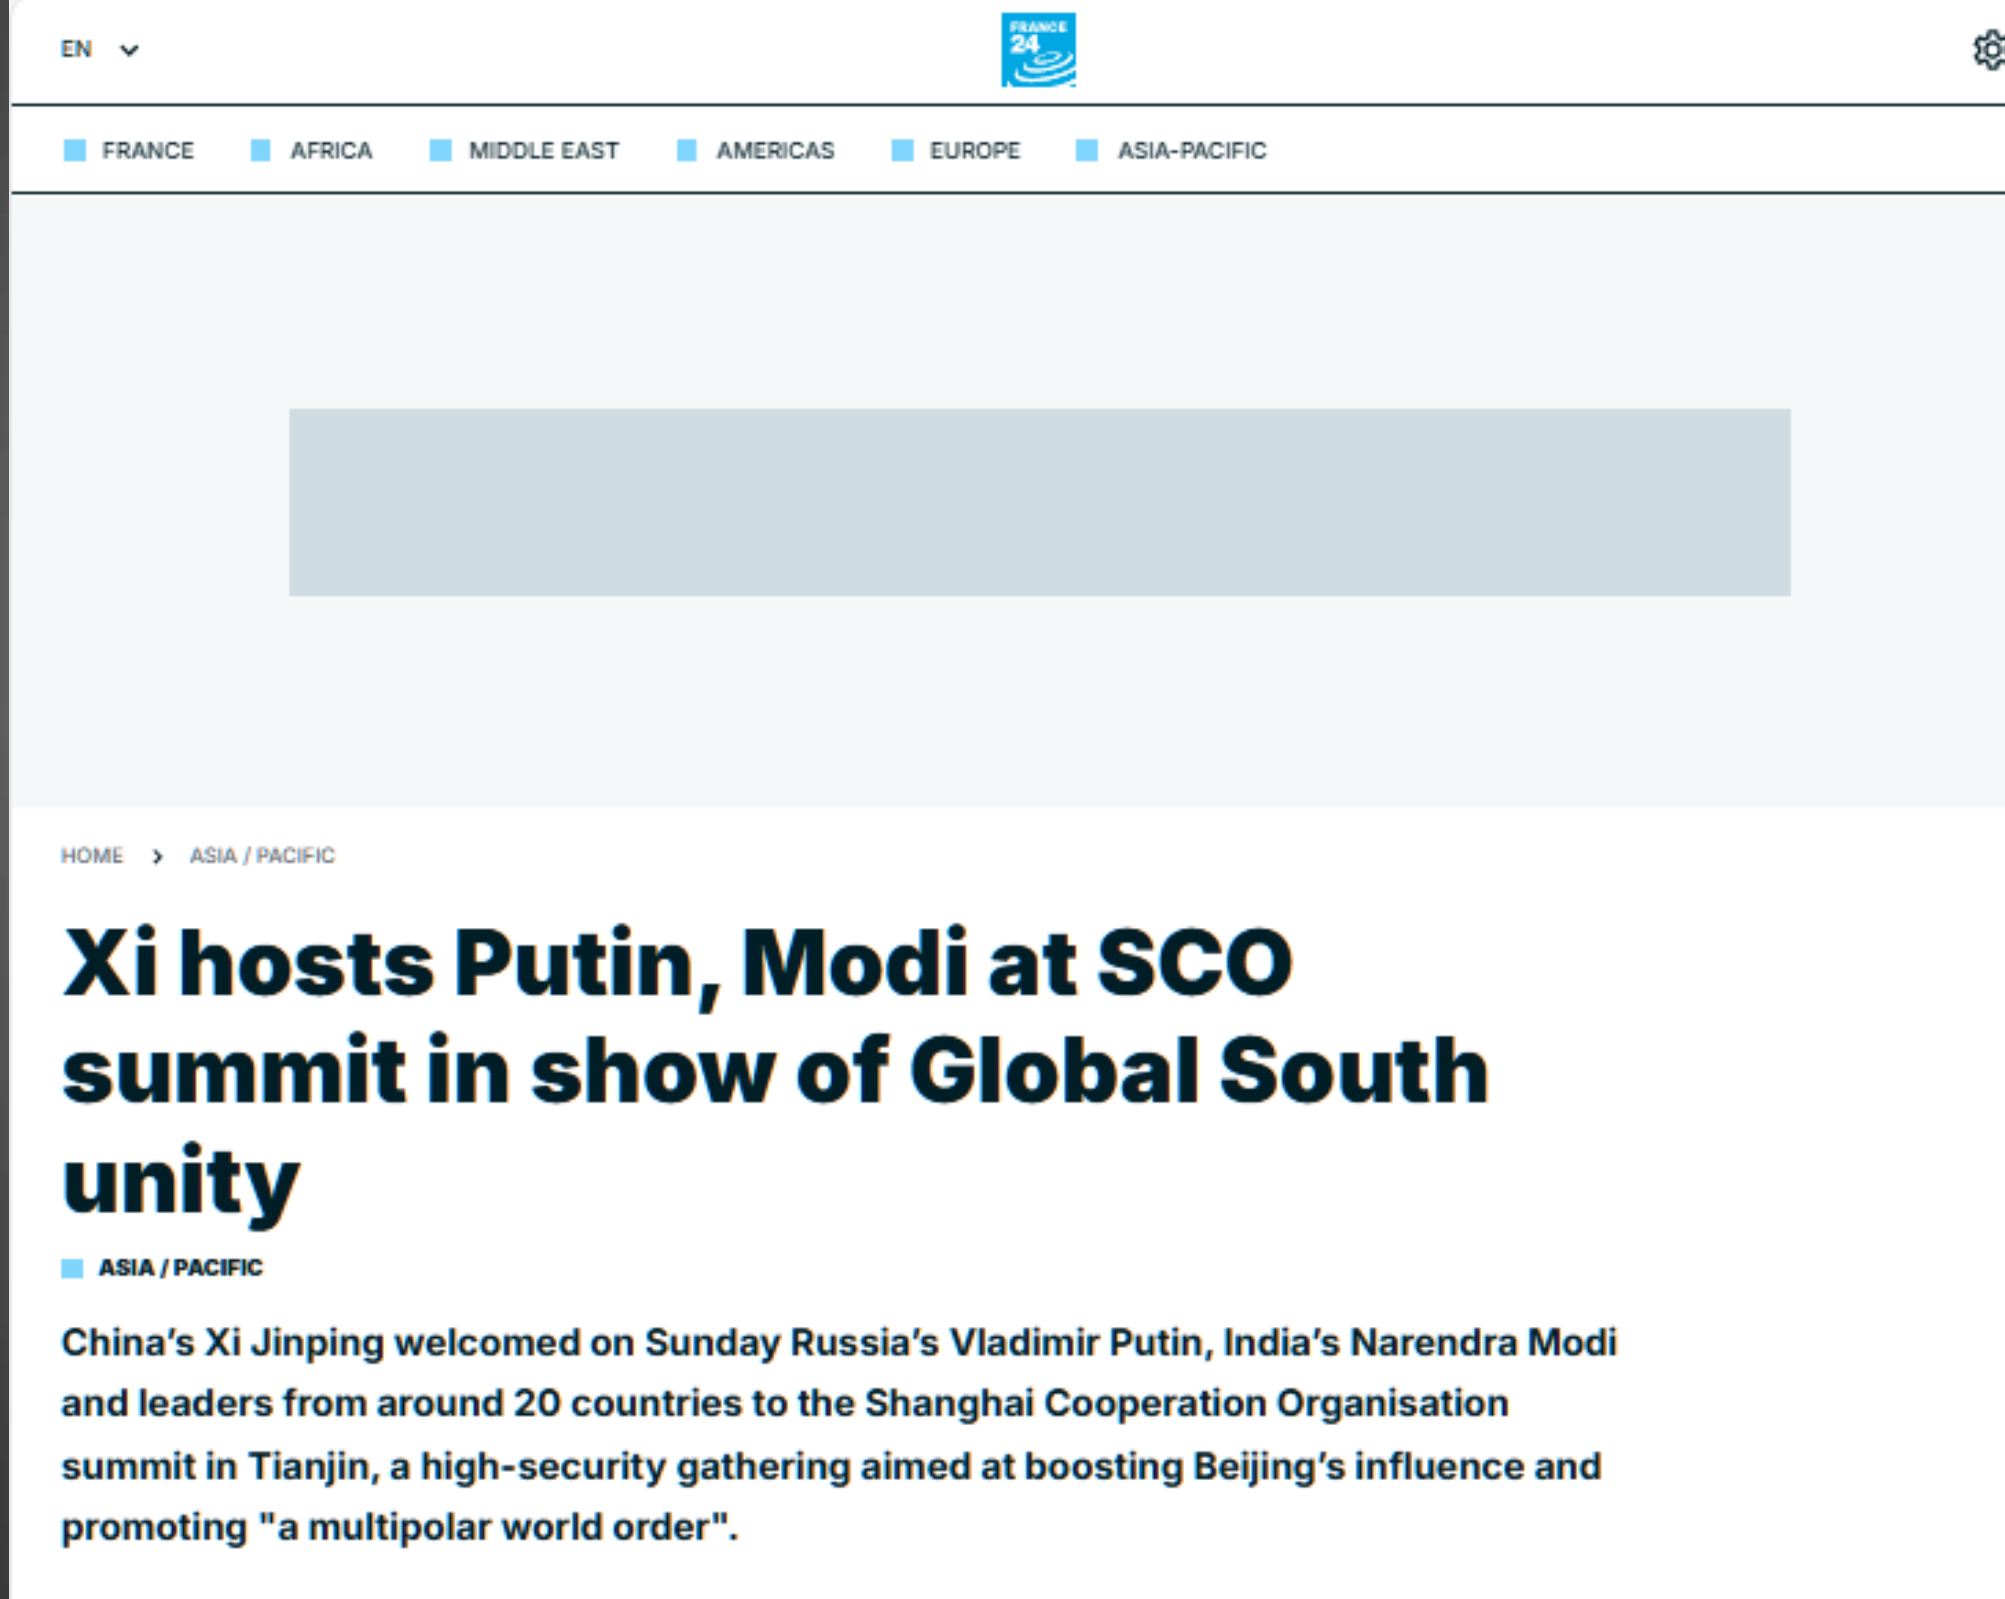 EN
FRANCE
24
FRANCE AFRICA MIDDLE EAST AMERICAS EUROPE ASIA-PACIFIC
HOME > ASIA / PACIFIC
Xi hosts Putin, Modi at SCO
summit in show of Global South
unity
ASIA / PACIFIC
China’s Xi Jinping welcomed on Sunday Russia’s Vladimir Putin, India’s Narendra Modi
and leaders from around 20 countries to the Shanghai Cooperation Organisation
summit in Tianjin, a high-security gathering aimed at boosting Beijing’s influence and
promoting "a multipolar world order".